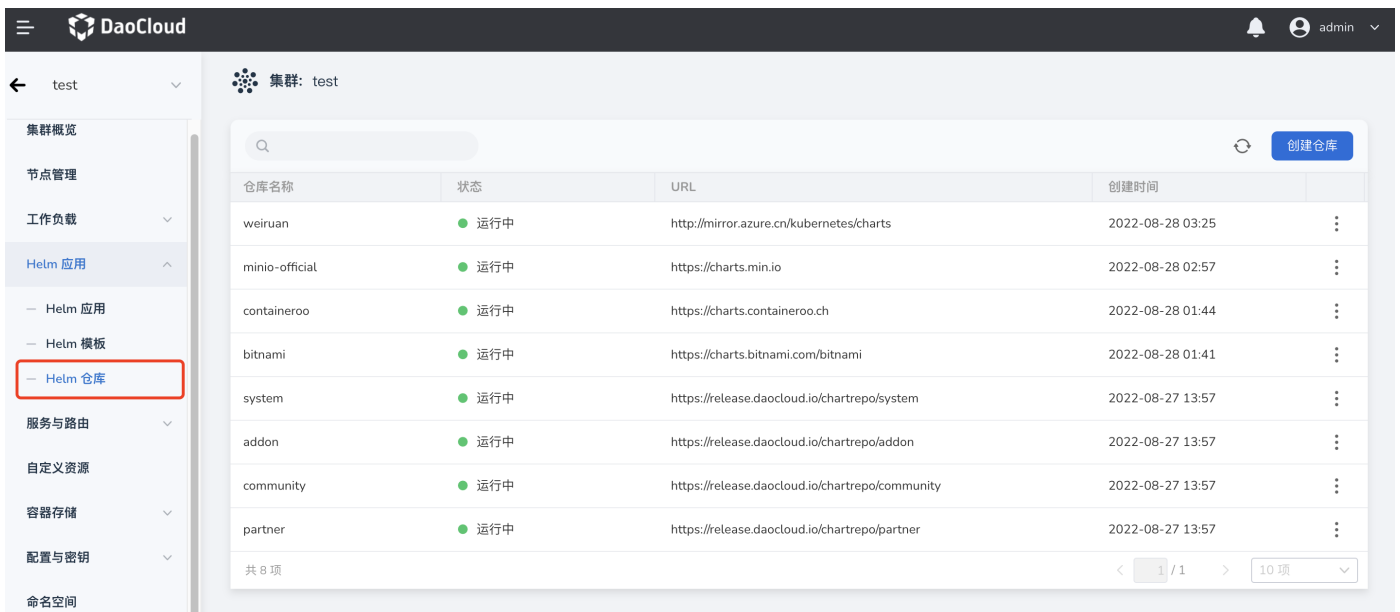 DaoCloud
admin
test
集群: test
集群概览
节点管理
工作负载
Helm 应用
Helm 应用
Helm 模板
Helm 仓库
服务与路由
自定义资源
容器存储
配置与密钥
命名空间
创建仓库
仓库名称 状态 URL 创建时间
weiruan 运行中 http://mirror.azure.cn/kubernetes/charts 2022-08-28 03:25
minio-official 运行中 https://charts.min.io 2022-08-28 02:57
containeroo 运行中 https://charts.containeroo.ch 2022-08-28 01:44
bitnami 运行中 https://charts.bitnami.com/bitnami 2022-08-28 01:41
system 运行中 https://release.daocloud.io/chartrepo/system 2022-08-27 13:57
addon 运行中 https://release.daocloud.io/chartrepo/addon 2022-08-27 13:57
community 运行中 https://release.daocloud.io/chartrepo/community 2022-08-27 13:57
partner 运行中 https://release.daocloud.io/chartrepo/partner 2022-08-27 13:57
共 8 项 1 / 1 10 项